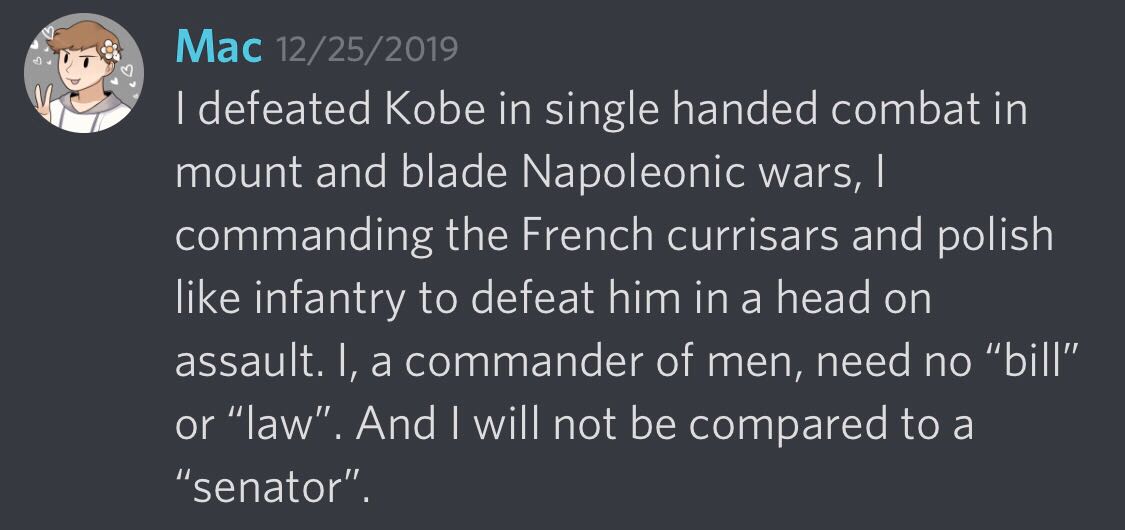 Mac 12/25/2019
I defeated Kobe in single handed combat in
mount and blade Napoleonic wars, I
commanding the French currisars and polish
like infantry to defeat him in a head on
assault. I, a commander of men, need no “bill”
or “law”. And I will not be compared to a
“senator”.